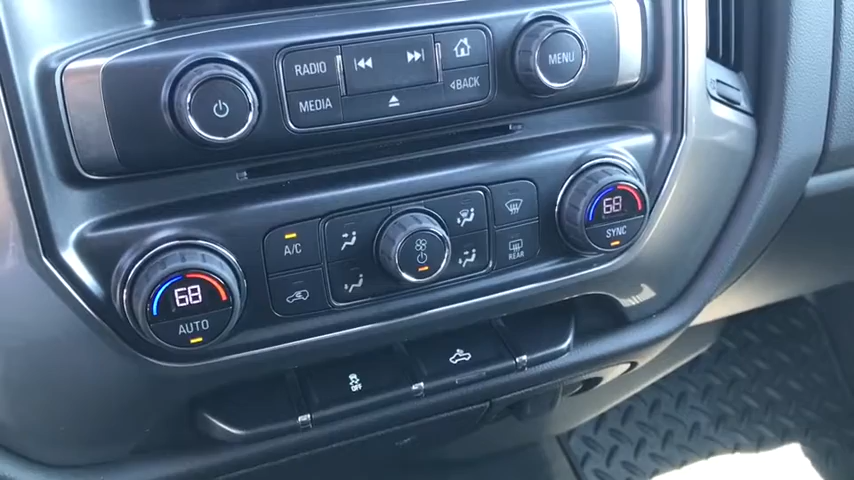 RADIO
MEDIA
BACK
MENU
A/C
REAR
68
AUTO
68
SYNC
OFF